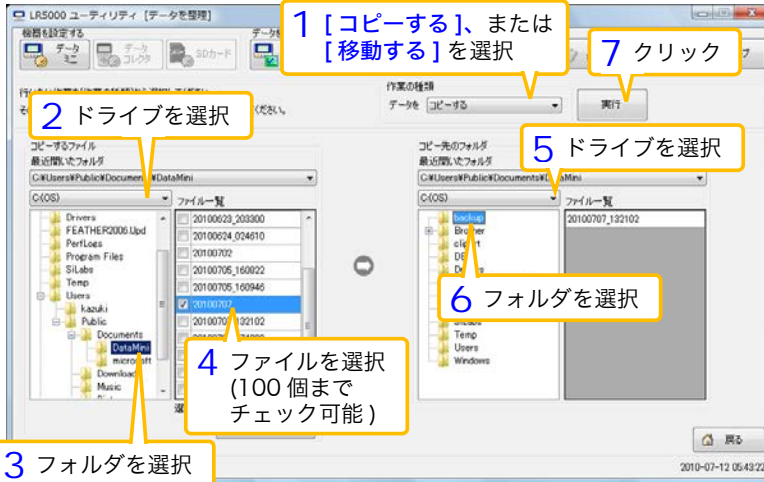 LR5000 ユーティリティ [データを整理]
機器を設定する
データ
ミニ
データ
コレクタ
SDカード
1 [コピーする]、または
[移動する]を選択
7 クリック
2 ドライブを選択
ください。
作業の種類
データを コピーする
実行
コピーするファイル
最近開いたフォルダ
C:¥Users¥Public¥Documents¥DataMini
C:(OS)
ファイル一覧
Drivers
FEATHER2006.Upd
PerfLogs
Program Files
SiLabs
Temp
Users
kazuki
Public
Documents
DataMini
microsoft
Download
Music
20100623_203300
20100624_024610
20100702
20100705_160822
20100705_160946
20100707
20100707_132102
コピー先のフォルダ
最近開いたフォルダ
5 ドライブを選択
C:(OS)
ファイル一覧
backup
Brother
20100707_132102
6 フォルダを選択
SiLabs
Temp
Users
Windows
4 ファイルを選択
(100 個まで
チェック可能)
3 フォルダを選択
戻る
2010-07-12 05:43:22